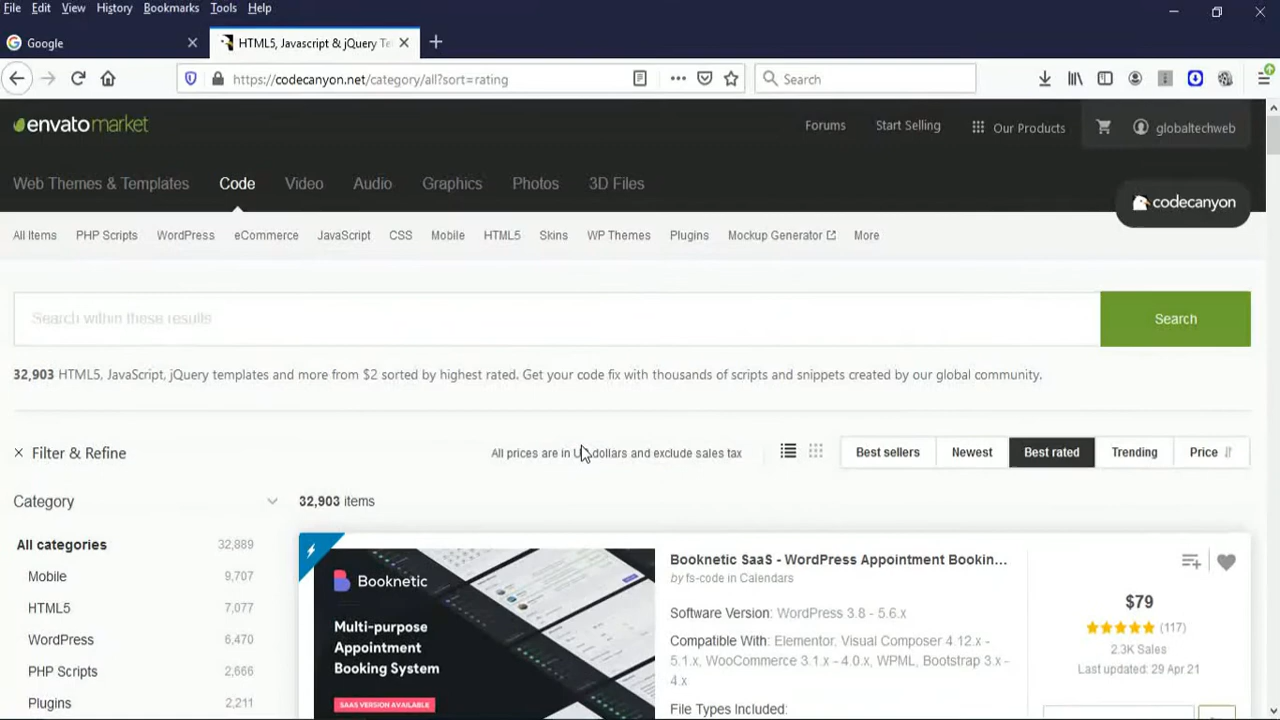 File Edit View History Bookmarks Tools Help
Google
HTML5, Javascript & jQuery Te
https://codecanyon.net/category/all?sort=rating
Search
envatomarket
Forums Start Selling Our Products globaltechweb
Web Themes & Templates Code Video Audio Graphics Photos 3D Files
codecanyon
All Items PHP Scripts WordPress eCommerce JavaScript CSS Mobile HTML5 Skins WP Themes Plugins Mockup Generator More
Search within these results
Search
32,903 HTML5, JavaScript, jQuery templates and more from $2 sorted by highest rated. Get your code fix with thousands of scripts and snippets created by our global community.
Filter & Refine
All prices are in dollars and exclude sales tax
Best sellers Newest Best rated Trending Price
Category
32,903 items
All categories 32,889
Mobile 9,707
HTML5 7,077
WordPress 6,470
PHP Scripts 2,666
Plugins 2,211
Booknetic
Multi-purpose
Appointment
Booking System
SAAS VERSION AVAILABLE
Booknetic SaaS - WordPress Appointment Bookin...
by fs-code in Calendars
Software Version: WordPress 3.8 - 5.6.x
Compatible With: Elementor, Visual Composer 4.12.x -
5.1.x, WooCommerce 3.1.x - 4.0.x, WPML, Bootstrap 3.x -
4.x
File Types Included:
$79
(117)
2.3K Sales
Last updated: 29 Apr 21